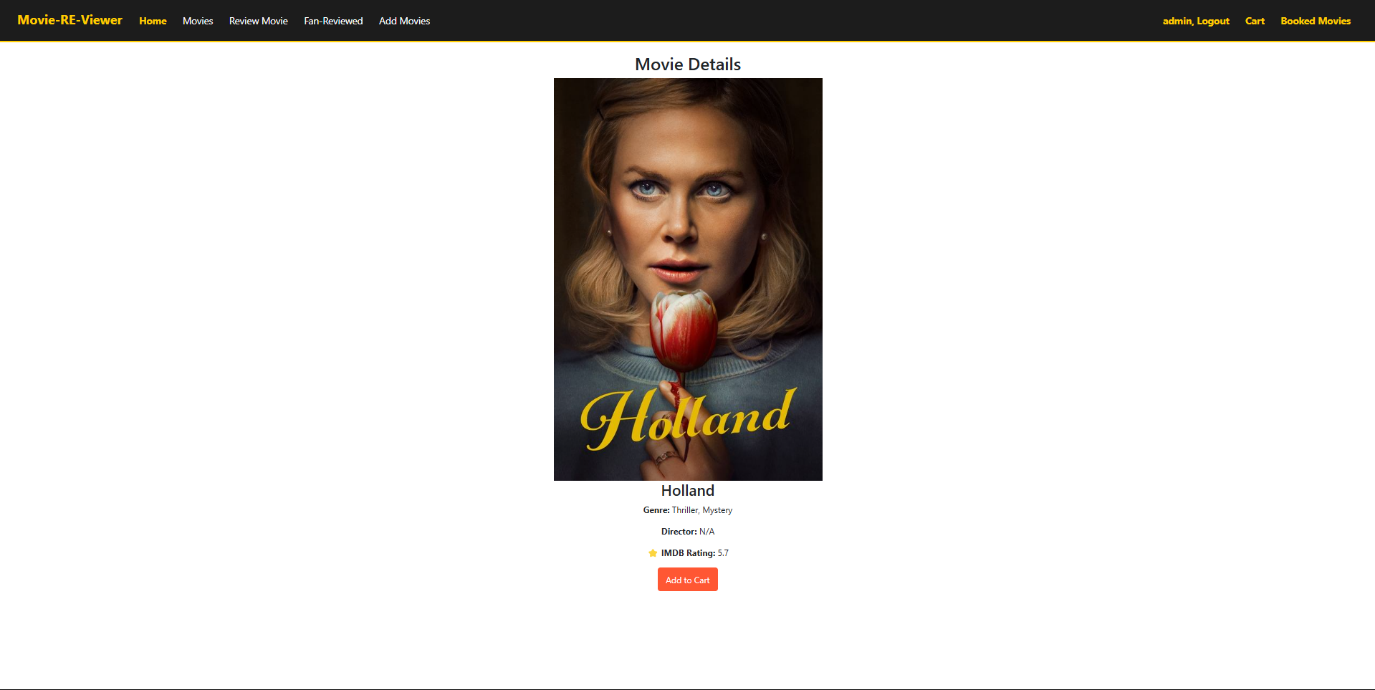 Movie-RE-Viewer Home Movies Review Movie Fan-Reviewed Add Movies admin, Logout Cart Booked Movies
Movie Details
Holland
Holland
Genre: Thriller, Mystery
Director: N/A
IMDB Rating: 5.7
Add to Cart